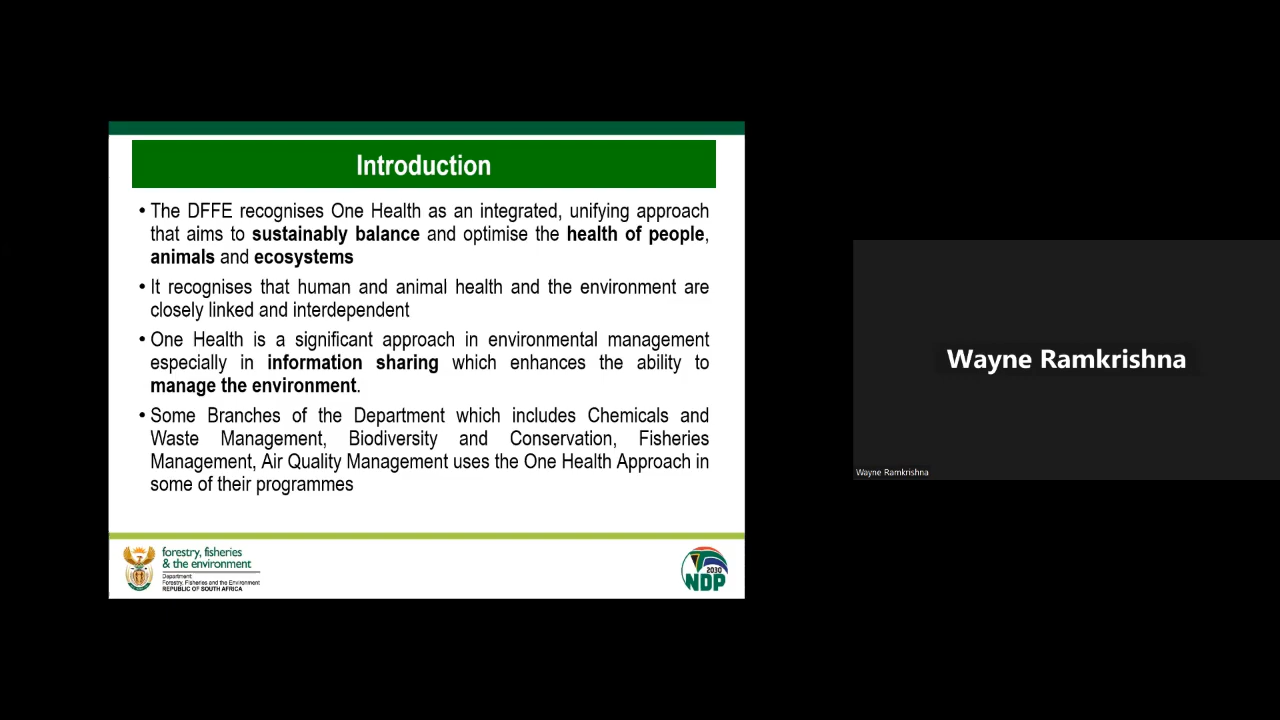 Introduction
• The DFFE recognises One Health as an integrated, unifying approach
that aims to sustainably balance and optimise the health of people,
animals and ecosystems
• It recognises that human and animal health and the environment are
closely linked and interdependent
• One Health is a significant approach in environmental management
especially in information sharing which enhances the ability to
manage the environment.
• Some Branches of the Department which includes Chemicals and
Waste Management, Biodiversity and Conservation, Fisheries
Management, Air Quality Management uses the One Health Approach in
some of their programmes
forestry, fisheries
& the environment
Department:
Forestry, Fisheries and the Environment
REPUBLIC OF SOUTH AFRICA
2030
NDP
Wayne Ramkrishna
Wayne Ramkrishna